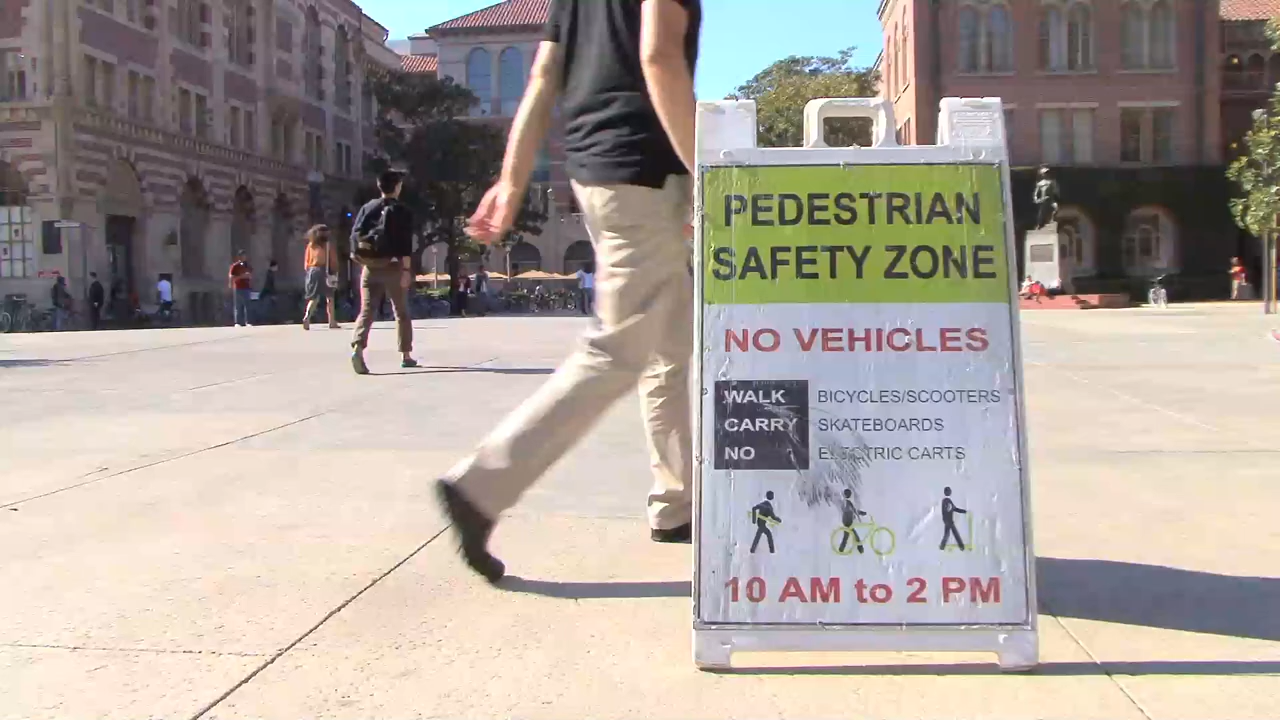 PEDESTRIAN
SAFETY ZONE
NO VEHICLES
WALK BICYCLES/SCOOTERS
CARRY SKATEBOARDS
NO ELECTRIC CARTS
10 AM to 2 PM